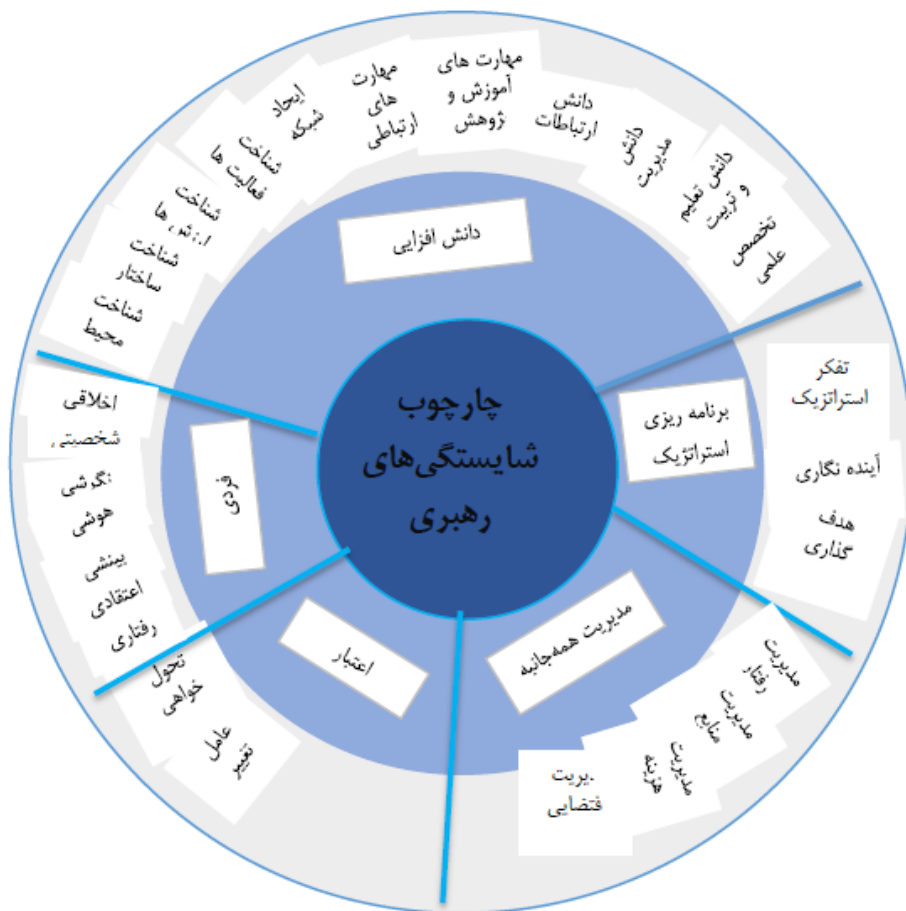 چارچوب
شایستگی‌های
رهبری
دانش افزایی
تخصص
علمی
دانش تعلیم
و تربیت
مدیریت
دانش
دانش
ارتباطات
مهارت های
آموزش و
پژوهش
مهارت
های
ارتباطی
ایجاد
شبکه
شناخت
فعالیت ها
شناخت
ارزش ها
شناخت
ساختار
شناخت
محیط
برنامه ریزی
استراتژیک
تفکر
استراتژیک
آینده نگاری
هدف
گذاری
مدیریت همه‌جانبه
مدیریت
رفتار
مدیریت
منابع
مدیریت
هزینه
اعتبار
تحول
خواهی
عامل
تغییر
فردی
اخلاقی
شخصیتی
نگرشی
هوشی
بینشی
اعتقادی
رفتاری